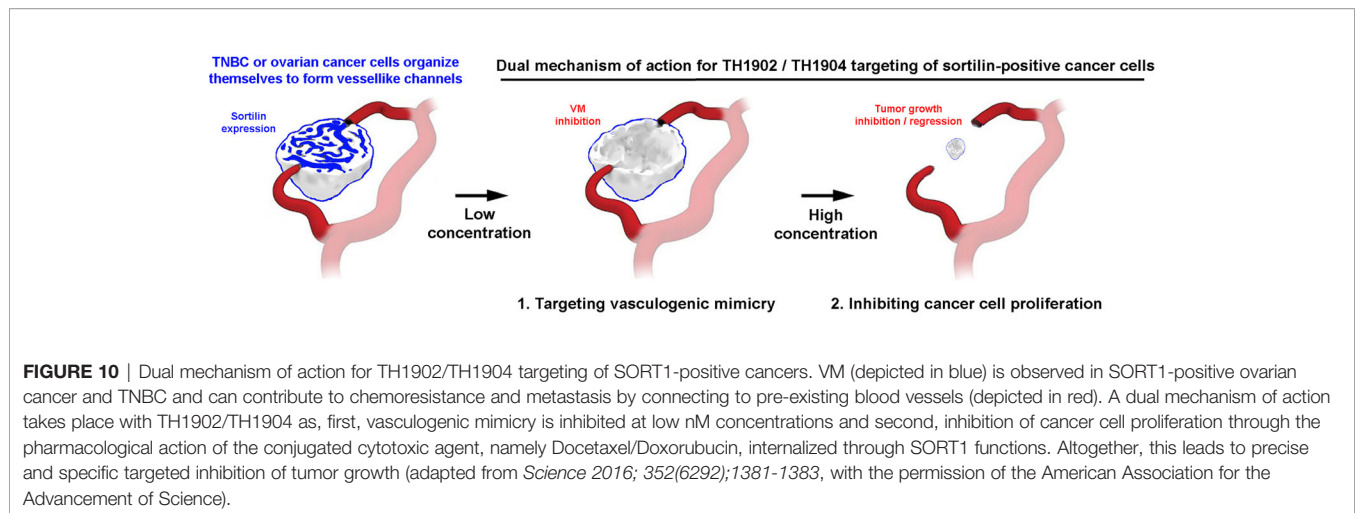 TNBC or ovarian cancer cells organize
themselves to form vessellike channels
Dual mechanism of action for TH1902 / TH1904 targeting of sortilin-positive cancer cells
Sortilin
expression
VM
inhibition
Tumor growth
inhibition / regression
Low
concentration
High
concentration
1. Targeting vasculogenic mimicry
2. Inhibiting cancer cell proliferation
FIGURE 10 | Dual mechanism of action for TH1902/TH1904 targeting of SORT1-positive cancers. VM (depicted in blue) is observed in SORT1-positive ovarian
cancer and TNBC and can contribute to chemoresistance and metastasis by connecting to pre-existing blood vessels (depicted in red). A dual mechanism of action
takes place with TH1902/TH1904 as, first, vasculogenic mimicry is inhibited at low nM concentrations and second, inhibition of cancer cell proliferation through the
pharmacological action of the conjugated cytotoxic agent, namely Docetaxel/Doxorubucin, internalized through SORT1 functions. Altogether, this leads to precise
and specific targeted inhibition of tumor growth (adapted from Science 2016; 352(6292);1381-1383, with the permission of the American Association for the
Advancement of Science).